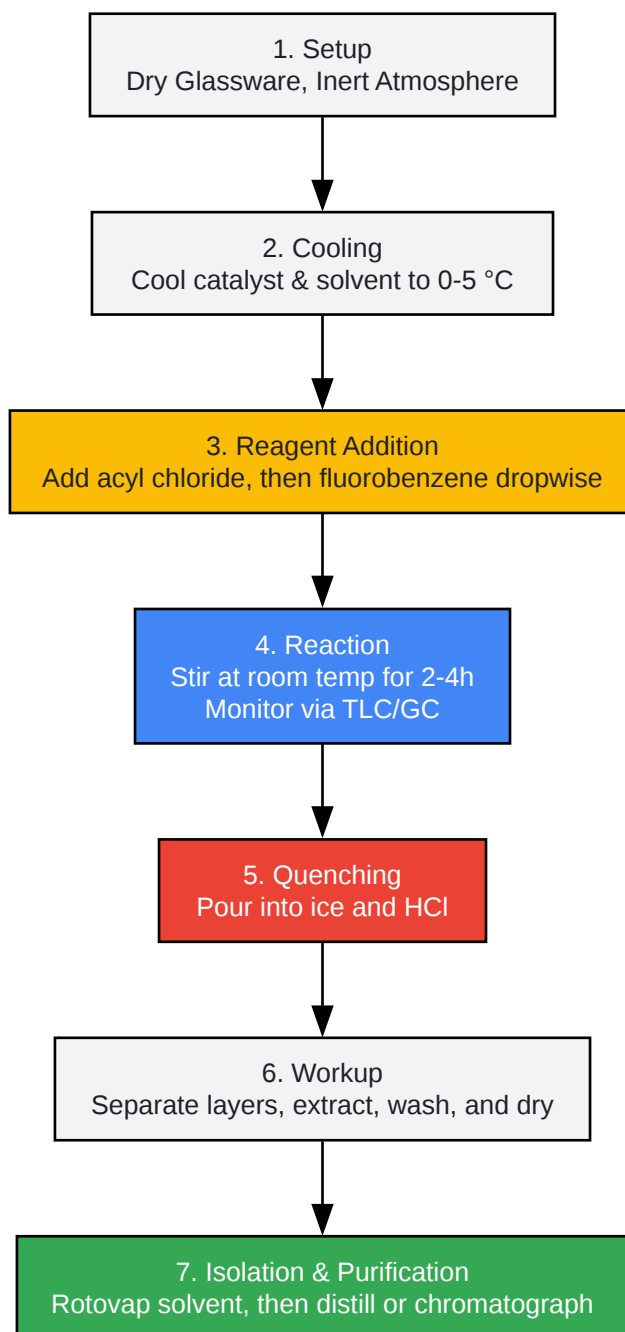 1. Setup
Dry Glassware, Inert Atmosphere
2. Cooling
Cool catalyst & solvent to 0-5 °C
3. Reagent Addition
Add acyl chloride, then fluorobenzene dropwise
4. Reaction
Stir at room temp for 2-4h
Monitor via TLC/GC
5. Quenching
Pour into ice and HCl
6. Workup
Separate layers, extract, wash, and dry
7. Isolation & Purification
Rotovap solvent, then distill or chromatograph